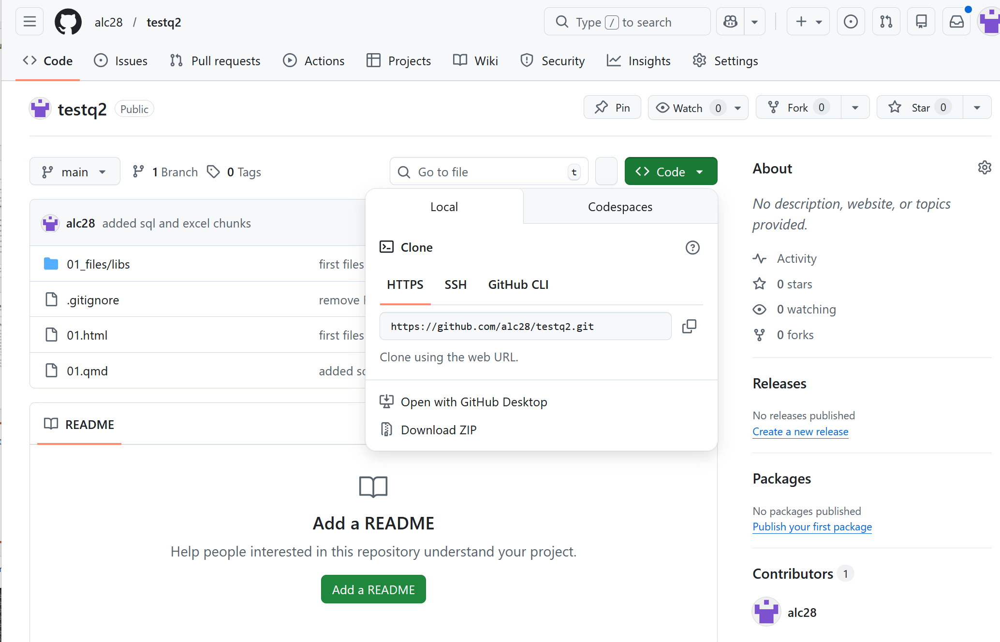 alc28 / testq2
Type / to search
Code
Issues
Pull requests
Actions
Projects
Wiki
Security
Insights
Settings
testq2 Public
Pin
Watch 0
Fork 0
Star 0
main
1 Branch
0 Tags
Go to file t
Code
Local
Codespaces
alc28 added sql and excel chunks
Clone
01_files/libs first files
HTTPS
SSH
GitHub CLI
.gitignore remove
https://github.com/alc28/testq2.git
01.html first files
Clone using the web URL.
01.qmd added
Open with GitHub Desktop
Download ZIP
README
Add a README
Help people interested in this repository understand your project.
Add a README
About
No description, website, or topics
provided.
Activity
0 stars
0 watching
0 forks
Releases
No releases published
Create a new release
Packages
No packages published
Publish your first package
Contributors 1
alc28